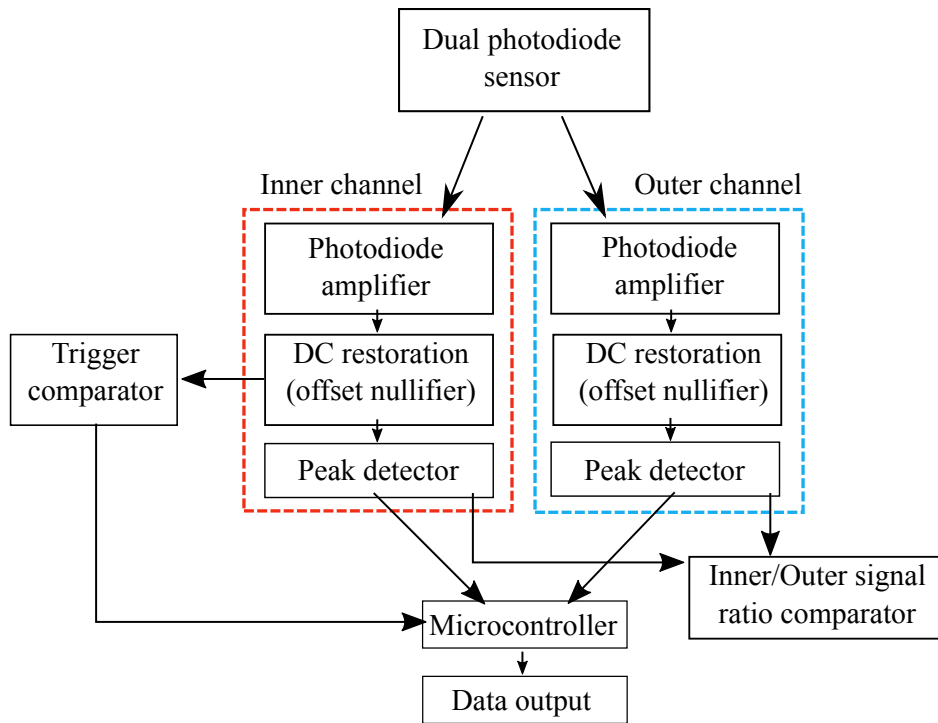 Dual photodiode
sensor
Inner channel
Outer channel
Photodiode
amplifier
Photodiode
amplifier
Trigger
comparator
DC restoration
(offset nullifier)
DC restoration
(offset nullifier)
Peak detector
Peak detector
Inner/Outer signal
ratio comparator
Microcontroller
Data output